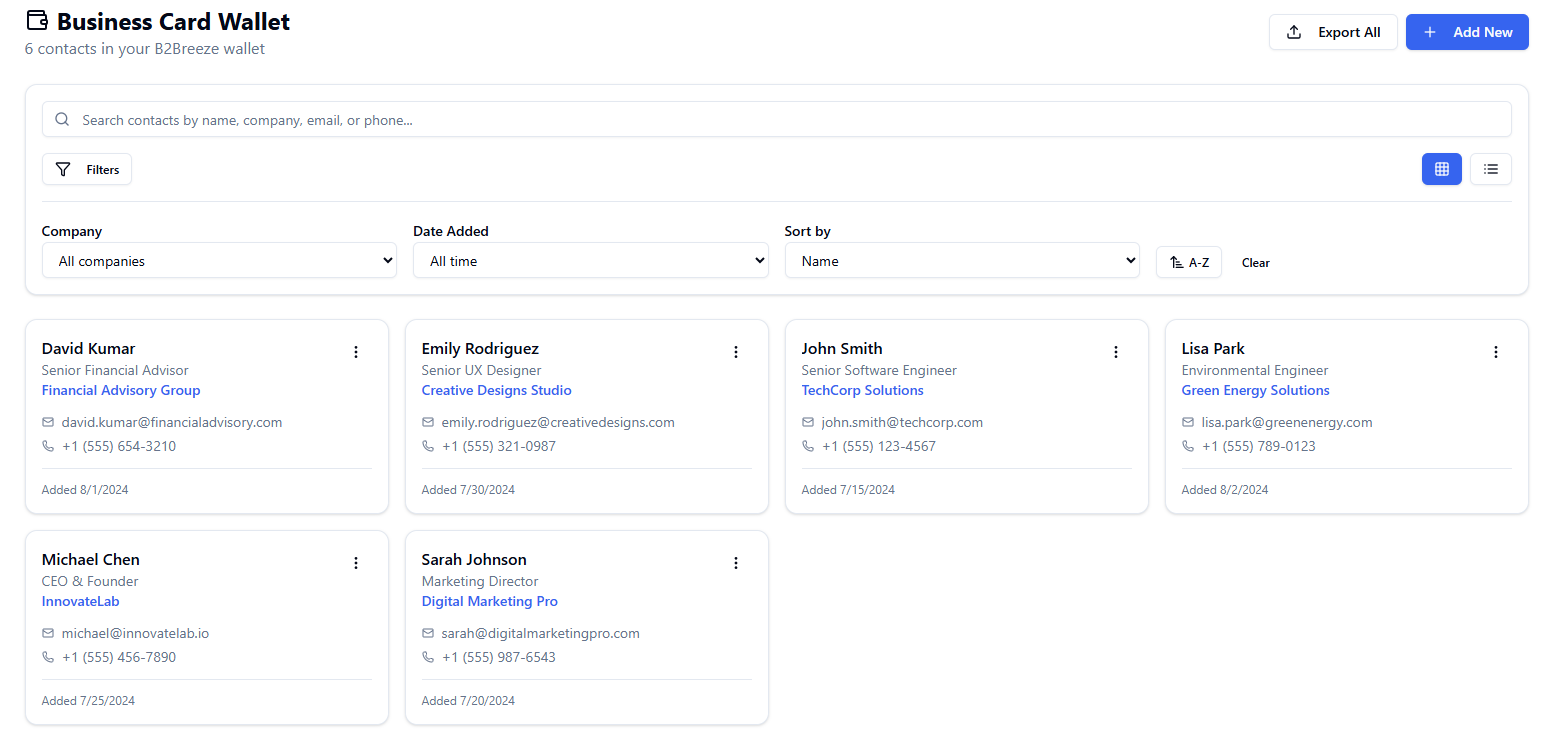 Business Card Wallet
6 contacts in your B2Breeze wallet
Export All
Add New
Search contacts by name, company, email, or phone...
Filters
Company
Date Added
Sort by
All companies
All time
Name
A-Z
Clear
David Kumar
Senior Financial Advisor
Financial Advisory Group
david.kumar@financialadvisory.com
+1 (555) 654-3210
Added 8/1/2024
Emily Rodriguez
Senior UX Designer
Creative Designs Studio
emily.rodriguez@creativedesigns.com
+1 (555) 321-0987
Added 7/30/2024
John Smith
Senior Software Engineer
TechCorp Solutions
john.smith@techcorp.com
+1 (555) 123-4567
Added 7/15/2024
Lisa Park
Environmental Engineer
Green Energy Solutions
lisa.park@greenenergy.com
+1 (555) 789-0123
Added 8/2/2024
Michael Chen
CEO & Founder
InnovateLab
michael@innovatelab.io
+1 (555) 456-7890
Added 7/25/2024
Sarah Johnson
Marketing Director
Digital Marketing Pro
sarah@digitalmarketingpro.com
+1 (555) 987-6543
Added 7/20/2024